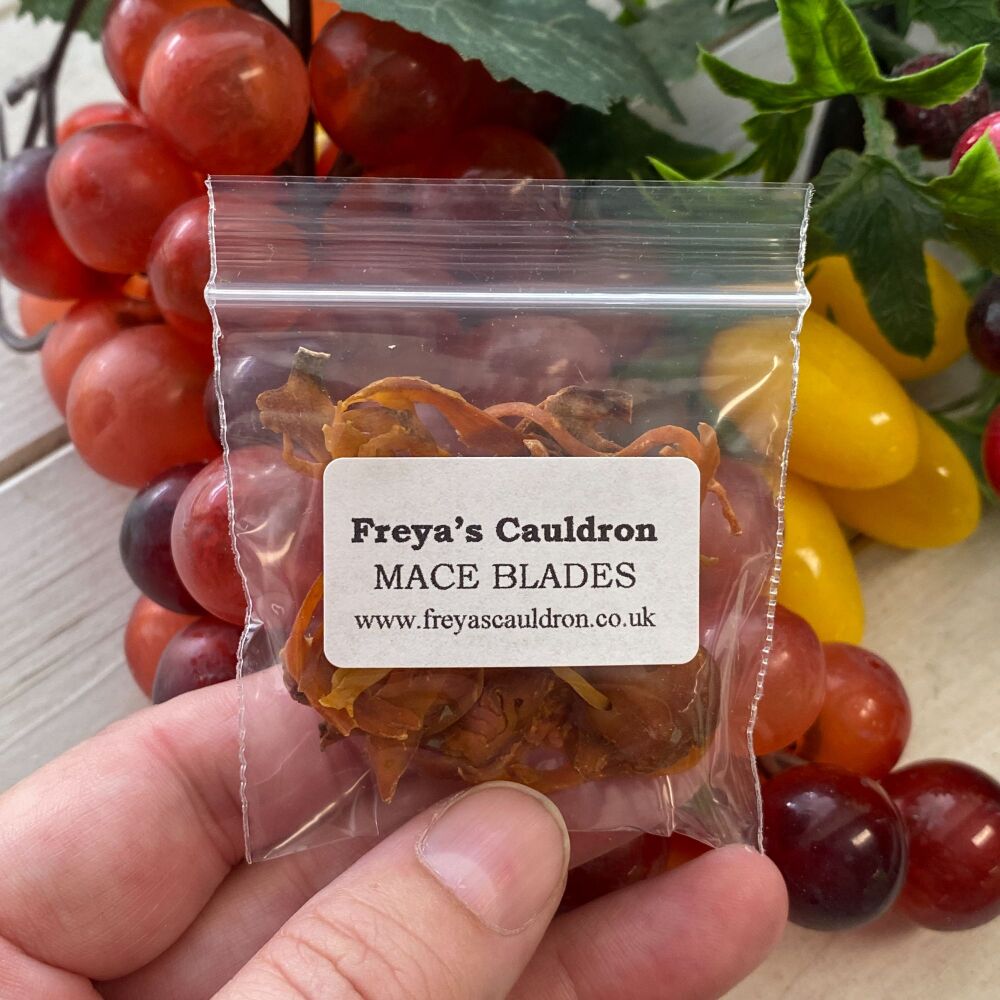 Freya's Cauldron
MACE BLADES
www.freyascauldron.co.uk